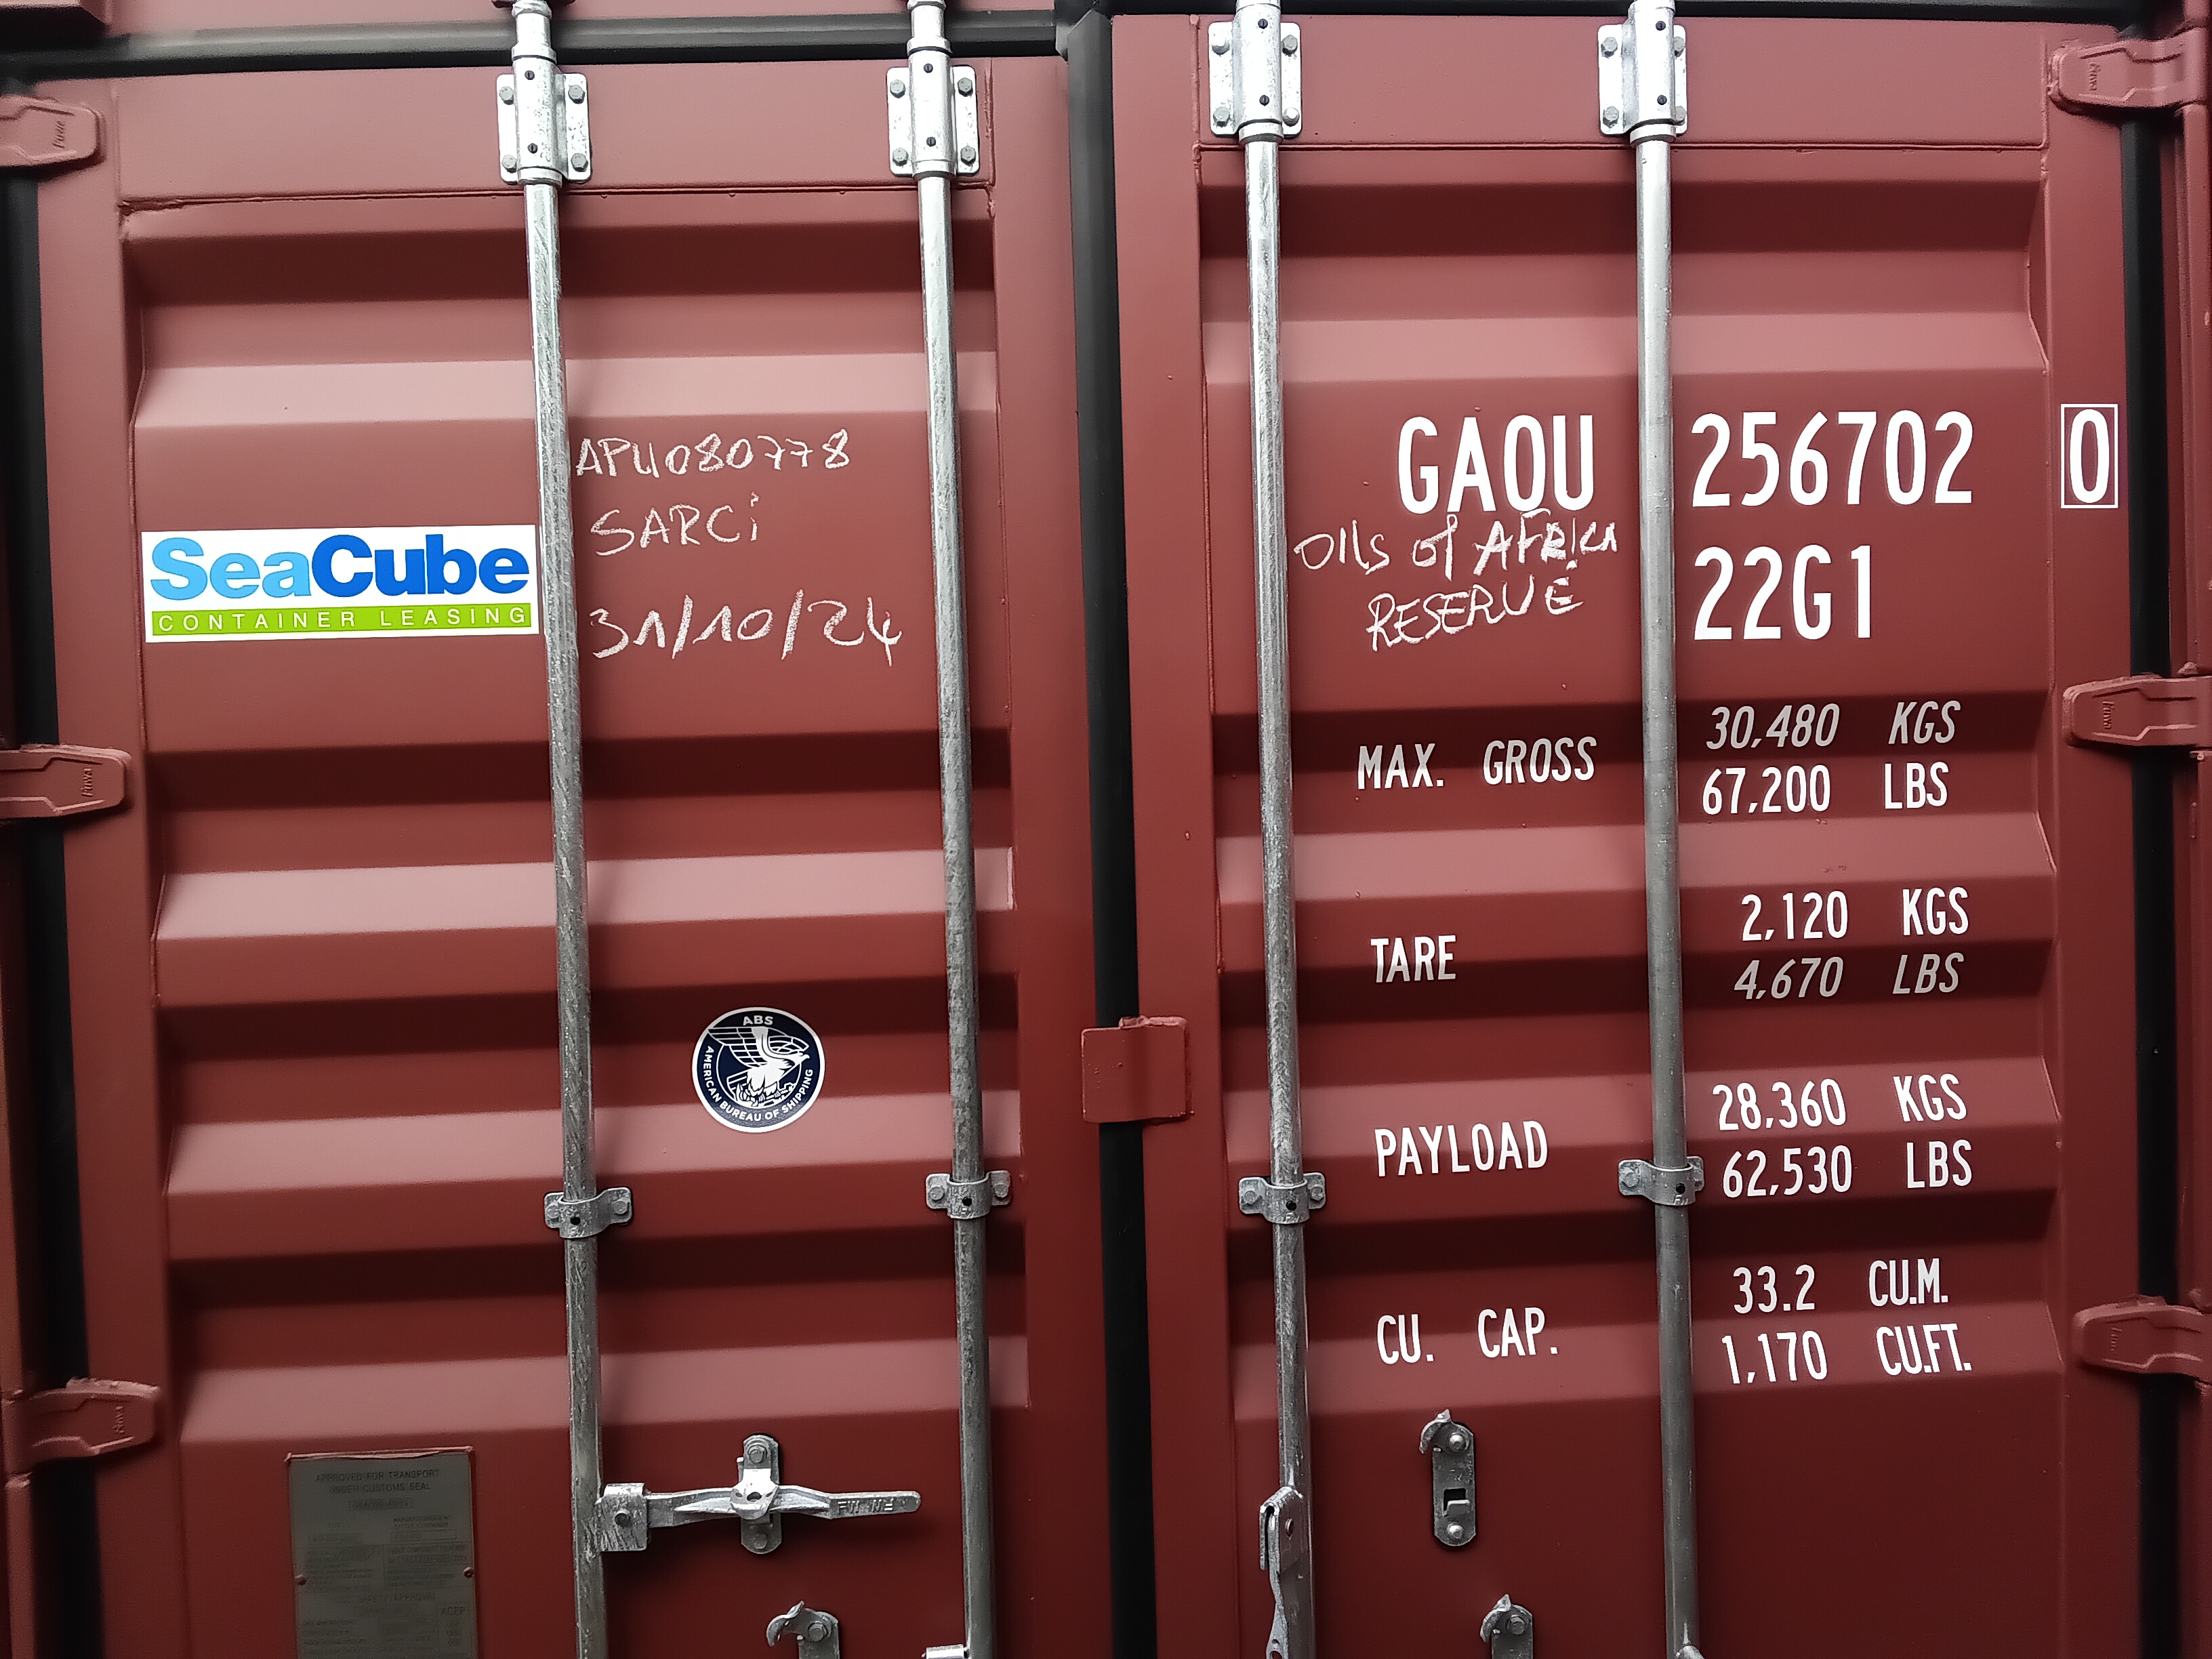 SeaCube
CONTAINER LEASING
APU080778
SARCi
31/10/24
ABS
AMERICAN BUREAU OF SHIPPING
APPROVED FOR TRANSPORT
UNDER CUSTOMS SEAL
GAOU 256702 0
OILS of AFRICA
RESERVE
22G1
MAX. GROSS 30,480 KGS
67,200 LBS
TARE 2,120 KGS
4,670 LBS
PAYLOAD 28,360 KGS
62,530 LBS
CU. CAP. 33.2 CU.M.
1,170 CU.FT.